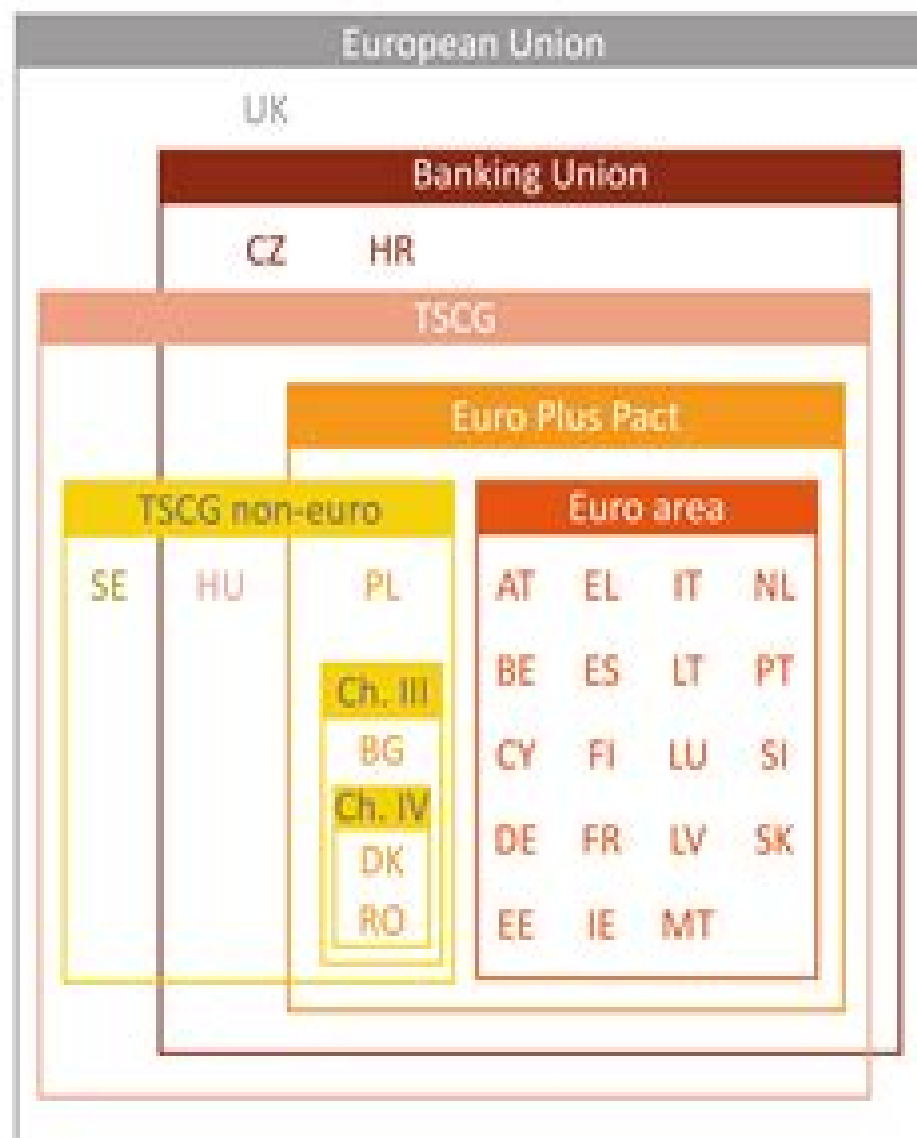 European Union
UK
Banking Union
CZ HR
TSCG
Euro Plus Pact
TSCG non-euro Euro area
SE HU PL AT EL IT NL
Ch. III BE ES LT PT
BG CY FI LU SI
Ch. IV
DK DE FR LV SK
RO EE IE MT